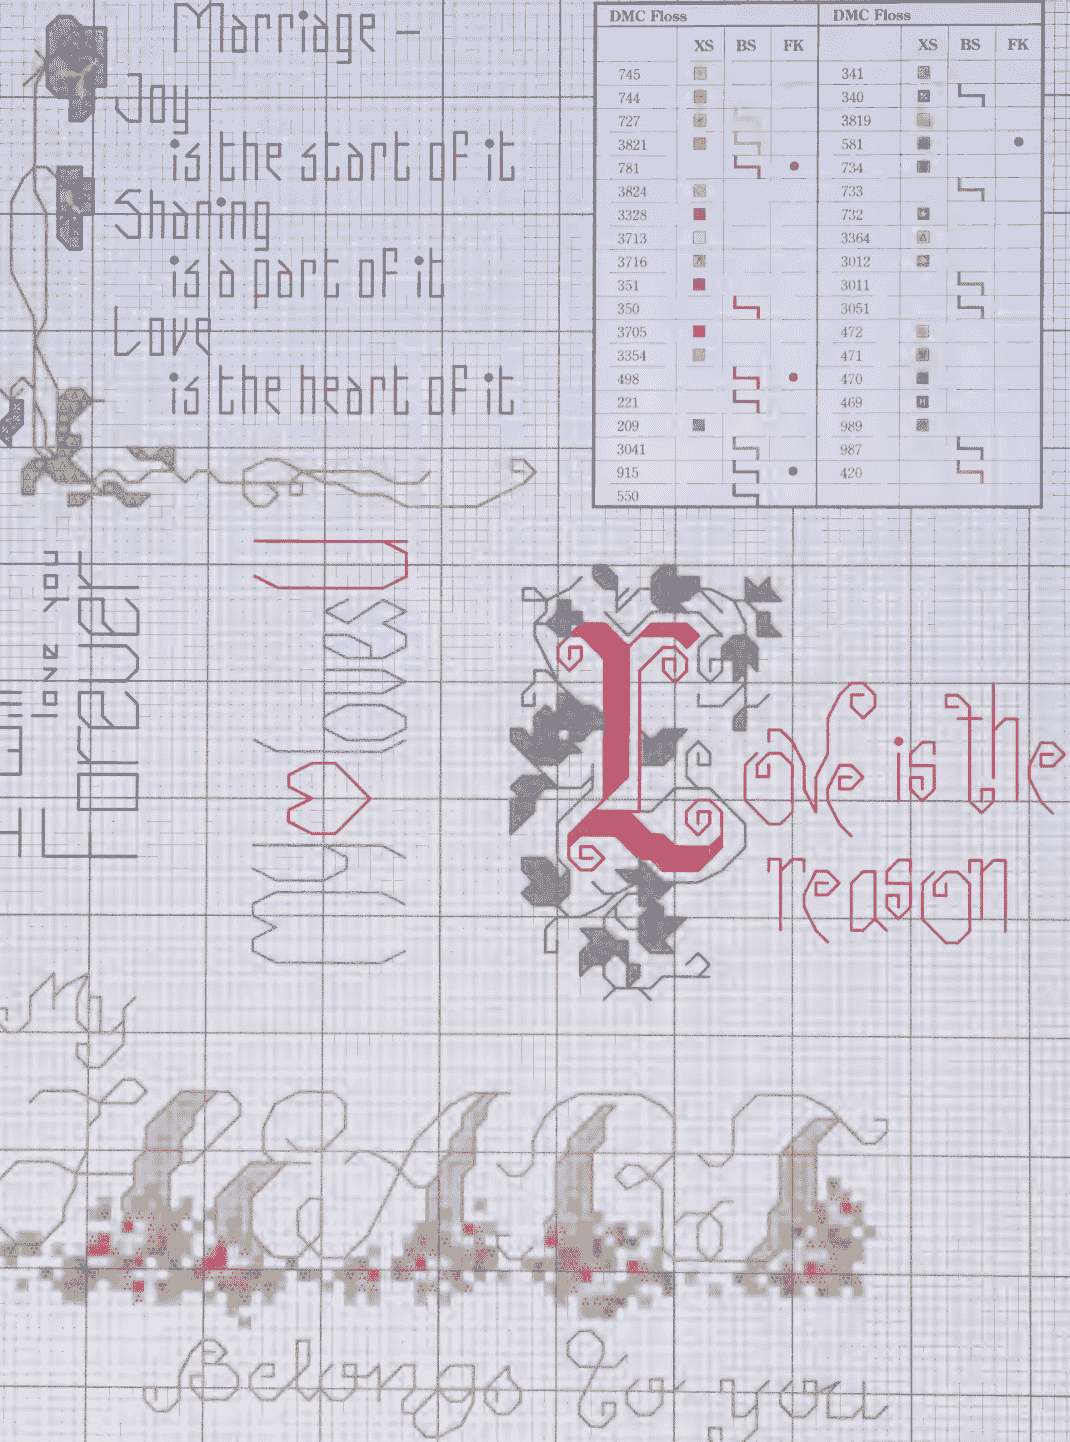 Marriage –
Joy
is the start of it
Sharing
is a part of it
Love
is the heart of it
DMC Floss DMC Floss
XS BS FK XS BS FK
745 341
744 340
727 3819
3821 581
781 734
3824 733
3328 732
3713 3364
3716 3012
351 3011
350 3051
3705 472
3354 471
498 470
221 469
209 989
3041 987
915 420
550
love you
Forever
Love is the
reason
My
Belongs To you